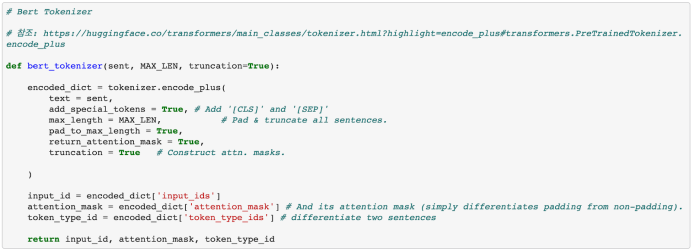 # Bert Tokenizer
# 참조: https://huggingface.co/transformers/main_classes/tokenizer.html?highlight=encode_plus#transformers.PreTrainedTokenizer.
encode_plus
def bert_tokenizer(sent, MAX_LEN, truncation=True):
encoded_dict = tokenizer.encode_plus(
text = sent,
add_special_tokens = True, # Add '[CLS]' and '[SEP]'
max_length = MAX_LEN, # Pad & truncate all sentences.
pad_to_max_length = True,
return_attention_mask = True,
truncation = True # Construct attn. masks.
)
input_id = encoded_dict['input_ids']
attention_mask = encoded_dict['attention_mask'] # And its attention mask (simply differentiates padding from non-padding).
token_type_id = encoded_dict['token_type_ids'] # differentiate two sentences
return input_id, attention_mask, token_type_id